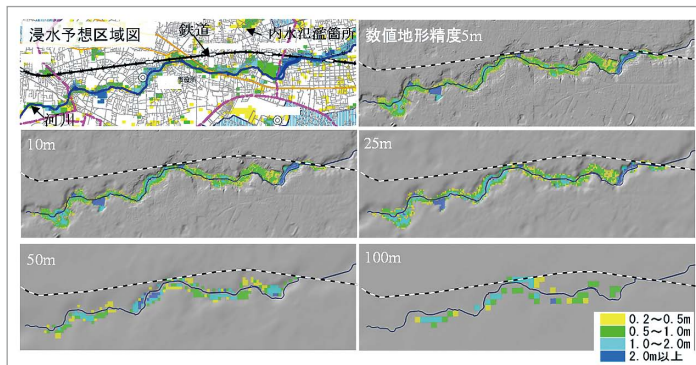 浸水予想区域図
鉄道
内水氾濫箇所
河川
数値地形精度5m
10m
25m
50m
100m
0.2～0.5m
0.5～1.0m
1.0～2.0m
2.0m以上